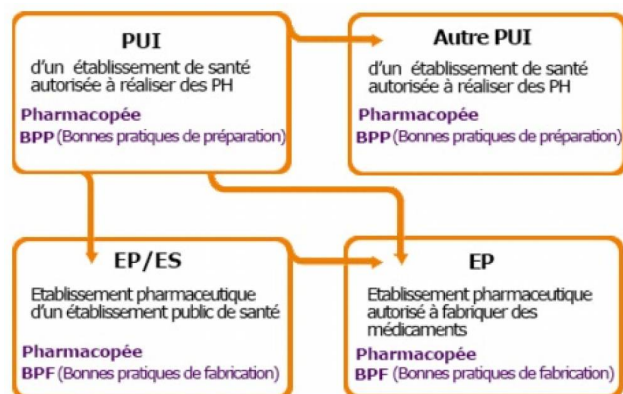 PUI
d'un établissement de santé
autorisée à réaliser des PH
Pharmacopée
BPP (Bonnes pratiques de préparation)
Autre PUI
d'un établissement de santé
autorisée à réaliser des PH
Pharmacopée
BPP (Bonnes pratiques de préparation)
EP/ES
Etablissement pharmaceutique
d'un établissement public de santé
Pharmacopée
BPF (Bonnes pratiques de fabrication)
EP
Etablissement pharmaceutique
autorisé à fabriquer des
médicaments
Pharmacopée
BPF (Bonnes pratiques de fabrication)